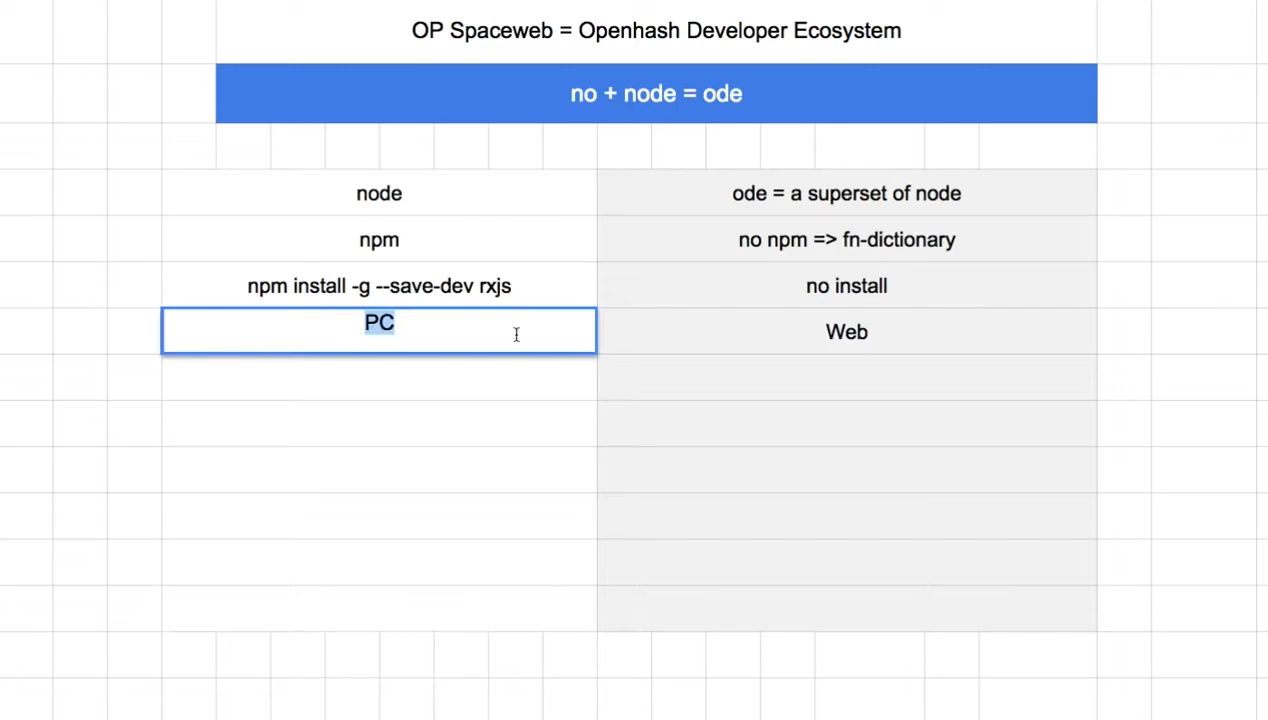 OP Spaceweb = Openhash Developer Ecosystem
no + node = ode
node
ode = a superset of node
npm
no npm => fn-dictionary
npm install -g --save-dev rxjs
no install
PC
Web